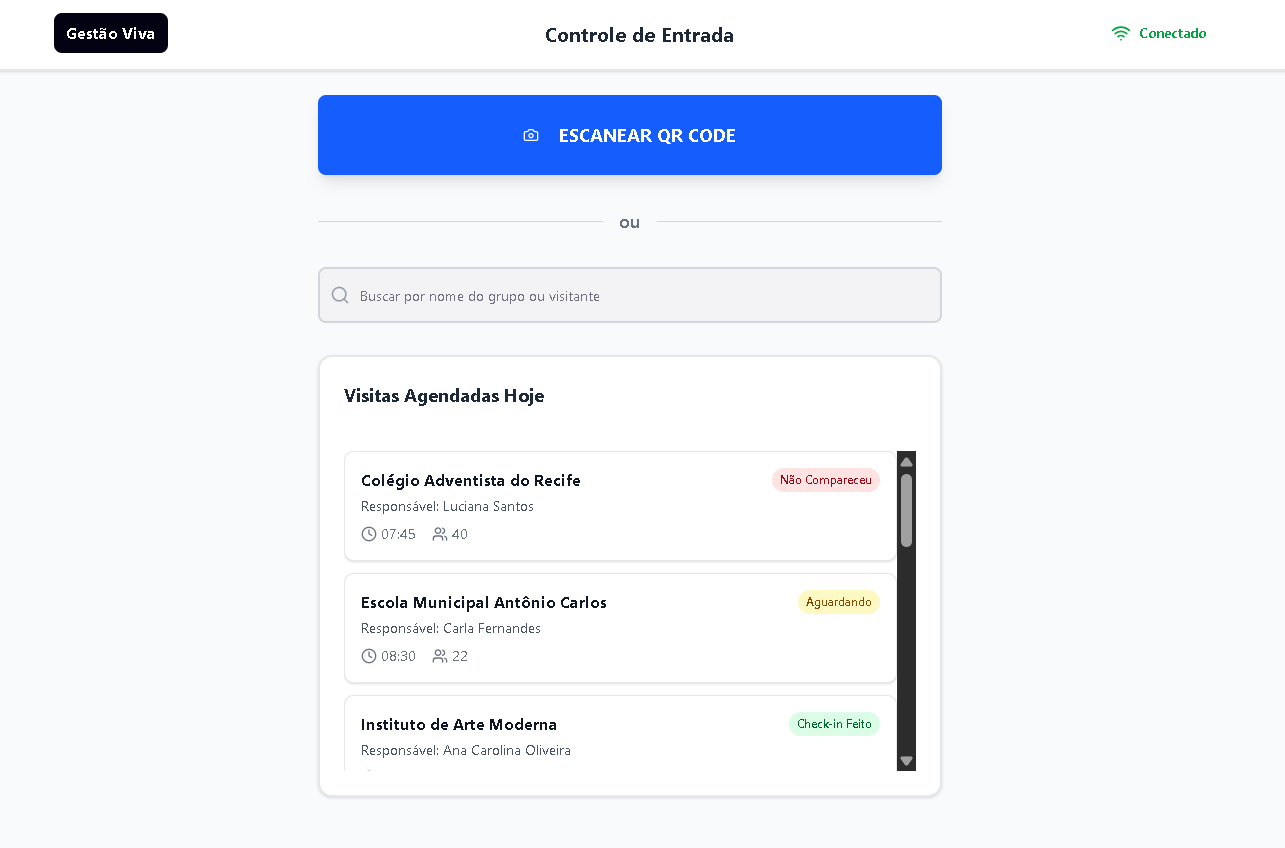 Gestão Viva
Controle de Entrada
Conectado
ESCANEAR QR CODE
ou
Buscar por nome do grupo ou visitante
Visitas Agendadas Hoje
Colégio Adventista do Recife
Não Compareceu
Responsável: Luciana Santos
07:45 40
Escola Municipal Antônio Carlos
Aguardando
Responsável: Carla Fernandes
08:30 22
Instituto de Arte Moderna
Check-in Feito
Responsável: Ana Carolina Oliveira